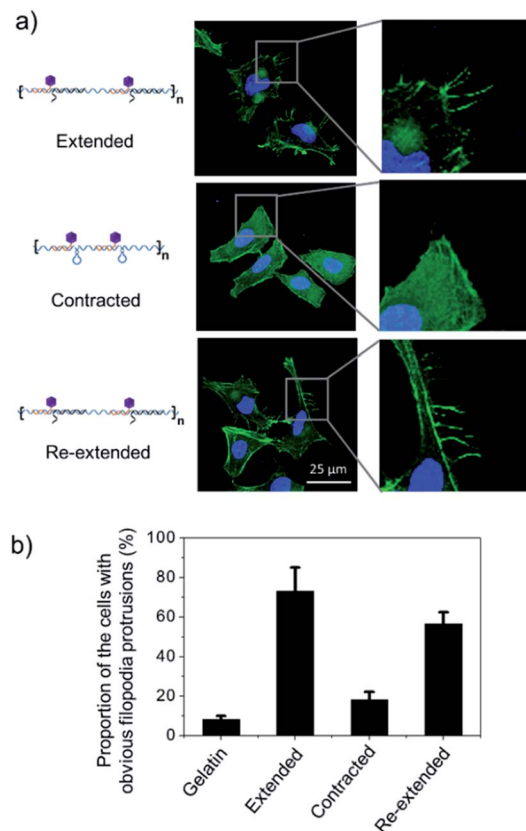 a)
[ ]n
Extended
[ ]n
Contracted
[ ]n
Re-extended
25 μm
b)
Proportion of the cells with
obvious filopodia protrusions (%)
100
80
60
40
20
0
Gelatin
Extended
Contracted
Re-extended